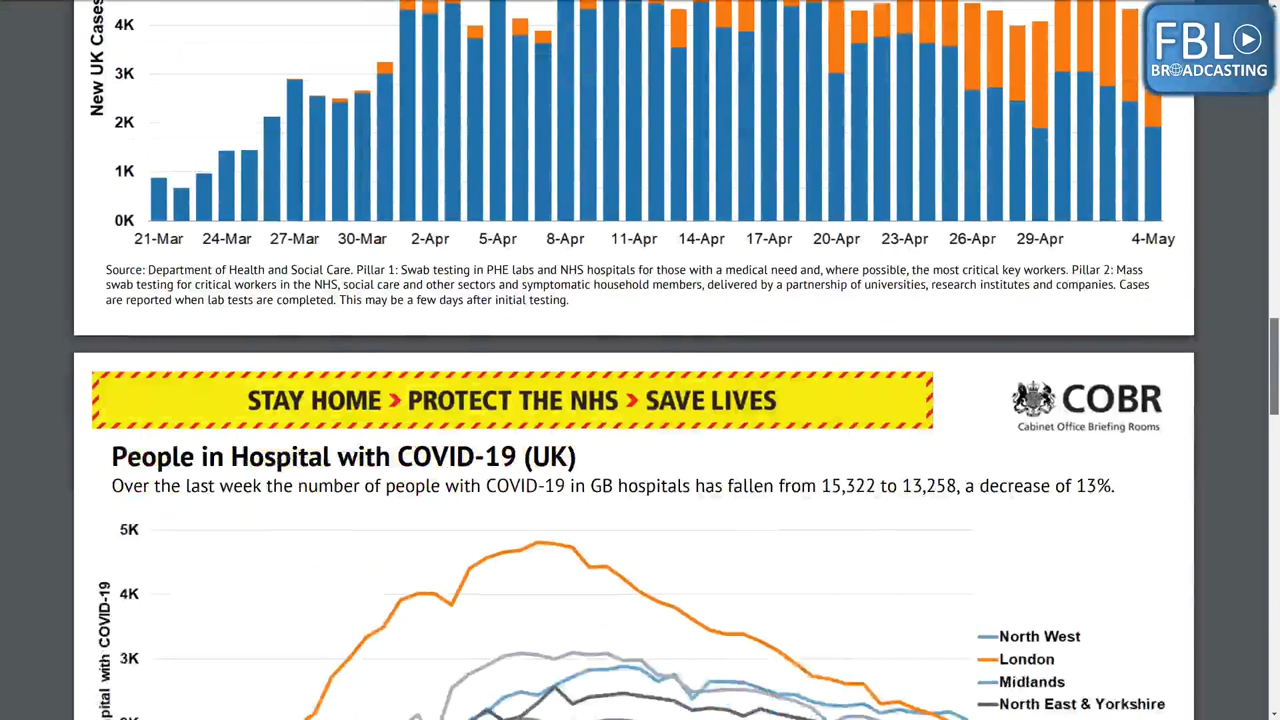 FBL
BROADCASTING
4K
3K
2K
1K
0K
New UK Cases
21-Mar 24-Mar 27-Mar 30-Mar 2-Apr 5-Apr 8-Apr 11-Apr 14-Apr 17-Apr 20-Apr 23-Apr 26-Apr 29-Apr 4-May
Source: Department of Health and Social Care. Pillar 1: Swab testing in PHE labs and NHS hospitals for those with a medical need and, where possible, the most critical key workers. Pillar 2: Mass
swab testing for critical workers in the NHS, social care and other sectors and symptomatic household members, delivered by a partnership of universities, research institutes and companies. Cases
are reported when lab tests are completed. This may be a few days after initial testing.
STAY HOME > PROTECT THE NHS > SAVE LIVES
COBR
Cabinet Office Briefing Rooms
People in Hospital with COVID-19 (UK)
Over the last week the number of people with COVID-19 in GB hospitals has fallen from 15,322 to 13,258, a decrease of 13%.
5K
4K
3K
with COVID-19
North West
London
Midlands
North East & Yorkshire